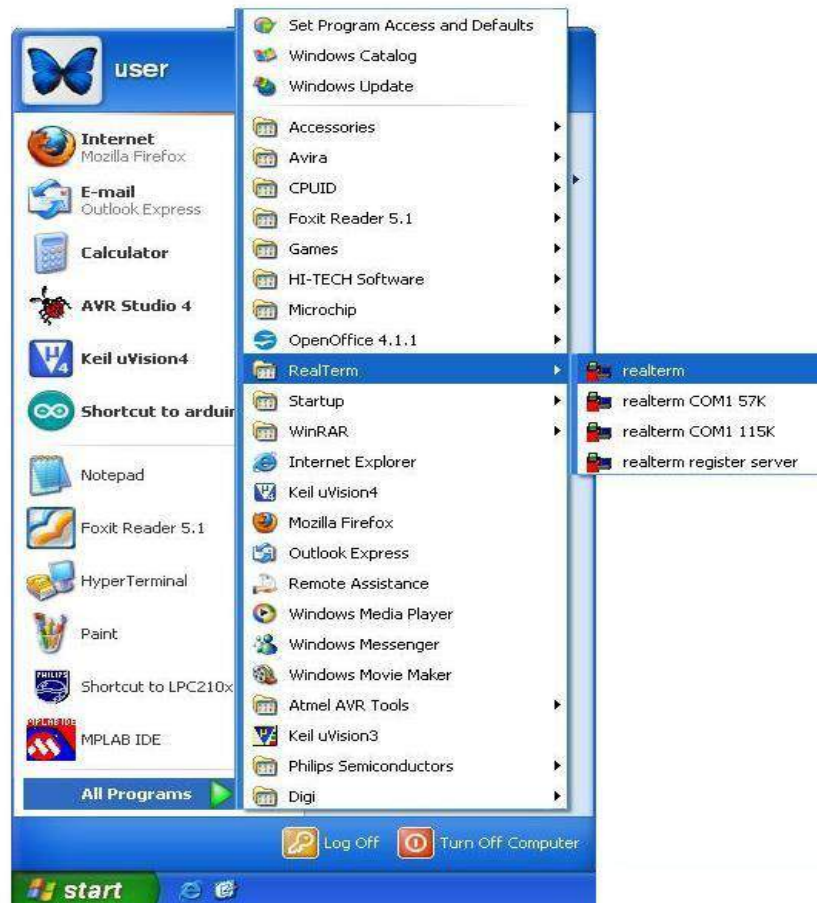 user
Internet
Mozilla Firefox
E-mail
Outlook Express
Calculator
AVR Studio 4
Keil uVision4
Shortcut to arduin
Notepad
Foxit Reader 5.1
HyperTerminal
Paint
PHILIPS
Shortcut to LPC210x
MPLAB IDE
MPLAB IDE
All Programs
Set Program Access and Defaults
Windows Catalog
Windows Update
Accessories
Avira
CPUID
Foxit Reader 5.1
Games
HI-TECH Software
Microchip
OpenOffice 4.1.1
RealTerm
Startup
WinRAR
Internet Explorer
Keil uVision4
Mozilla Firefox
Outlook Express
Remote Assistance
Windows Media Player
Windows Messenger
Windows Movie Maker
Atmel AVR Tools
Keil uVision3
Philips Semiconductors
Digi
realterm
realterm COM1 57K
realterm COM1 115K
realterm register server
Log Off
Turn Off Computer
start